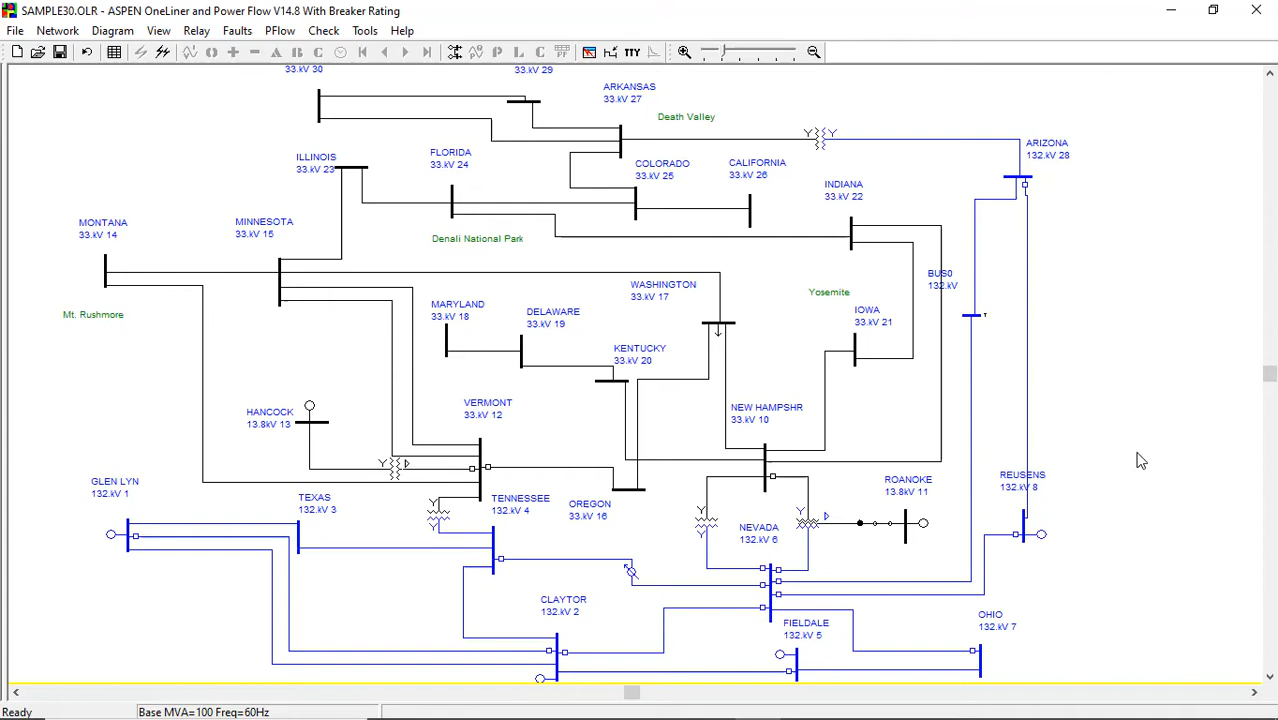 SAMPLE30.OLR - ASPEN OneLiner and Power Flow V14.8 With Breaker Rating
File Network Diagram View Relay Faults PFlow Check Tools Help
TTY
33.kV 30
33.kV 29
ARKANSAS
33.kV 27
Death Valley
ARIZONA
132.kV 28
ILLINOIS
33.kV 23
FLORIDA
33.kV 24
COLORADO
33.kV 25
CALIFORNIA
33.kV 26
INDIANA
33.kV 22
MONTANA
33.kV 14
MINNESOTA
33.kV 15
Denali National Park
BUS0
132.kV
WASHINGTON
33.kV 17
Yosemite
Mt. Rushmore
MARYLAND
33.kV 18
DELAWARE
33.kV 19
IOWA
33.kV 21
T
KENTUCKY
33.kV 20
VERMONT
33.kV 12
HANCOCK
13.8kV 13
NEW HAMPSHR
33.kV 10
GLEN LYN
132.kV 1
TEXAS
132.kV 3
TENNESSEE
132.kV 4
OREGON
33.kV 16
NEVADA
132.kV 6
ROANOKE
13.8kV 11
REUSENS
132.kV 8
CLAYTOR
132.kV 2
FIELDALE
132.kV 5
OHIO
132.kV 7
Ready Base MVA=100 Freq=60Hz